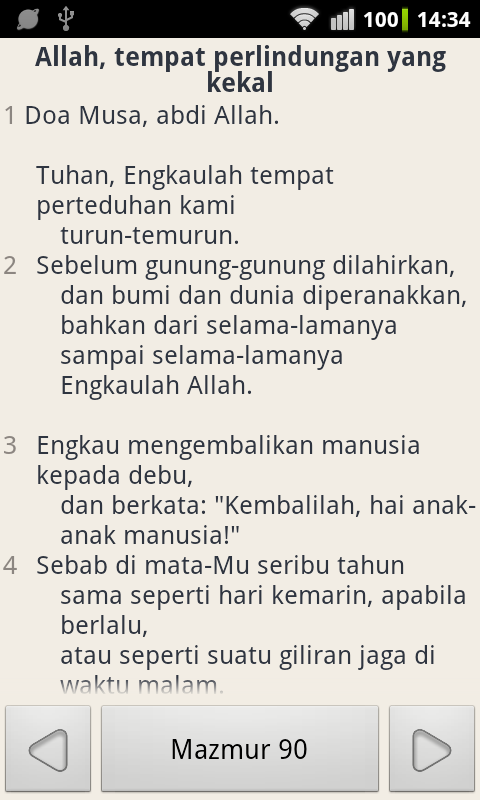 100 14:34
Allah, tempat perlindungan yang
kekal
1 Doa Musa, abdi Allah.
Tuhan, Engkaulah tempat
perteduhan kami
turun-temurun.
2 Sebelum gunung-gunung dilahirkan,
dan bumi dan dunia diperanakkan,
bahkan dari selama-lamanya
sampai selama-lamanya
Engkaulah Allah.
3 Engkau mengembalikan manusia
kepada debu,
dan berkata: "Kembalilah, hai anak-
anak manusia!"
4 Sebab di mata-Mu seribu tahun
sama seperti hari kemarin, apabila
berlalu,
atau seperti suatu giliran jaga di
waktu malam.
Mazmur 90